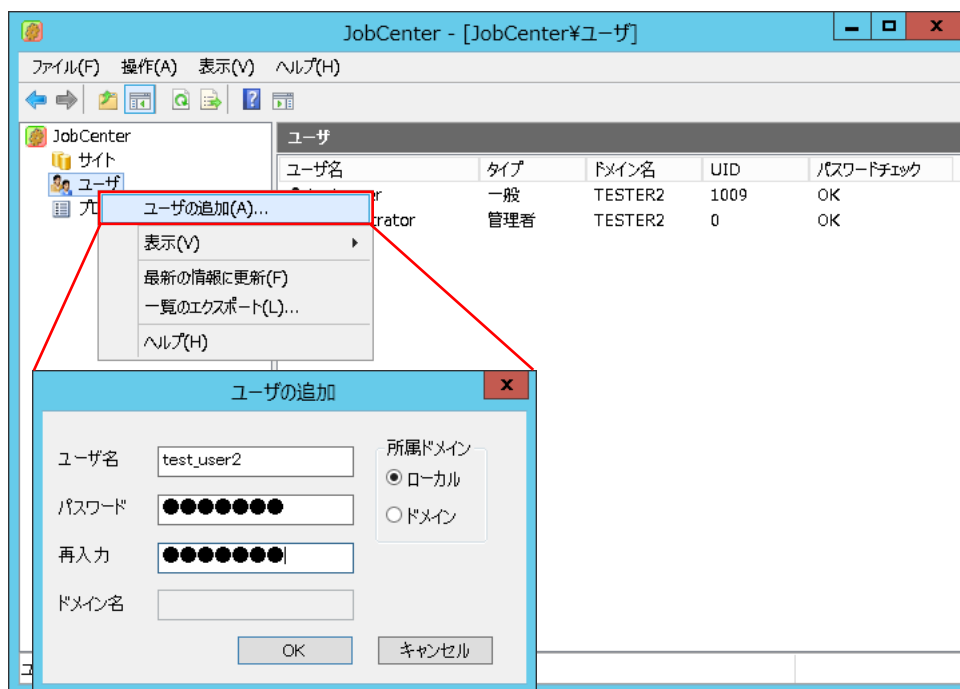 JobCenter - [JobCenter¥ユーザ]
ファイル(F) 操作(A) 表示(V) ヘルプ(H)
JobCenter
サイト
ユーザ
ユーザ
ユーザ名 タイプ ドメイン名 UID パスワードチェック
一般 TESTER2 1009 OK
管理者 TESTER2 0 OK
ユーザの追加(A)...
表示(V)
最新の情報に更新(F)
一覧のエクスポート(L)...
ヘルプ(H)
ユーザの追加
ユーザ名 test_user2
パスワード ●●●●●●●
再入力 ●●●●●●●
ドメイン名
所属ドメイン
ローカル
ドメイン
OK キャンセル